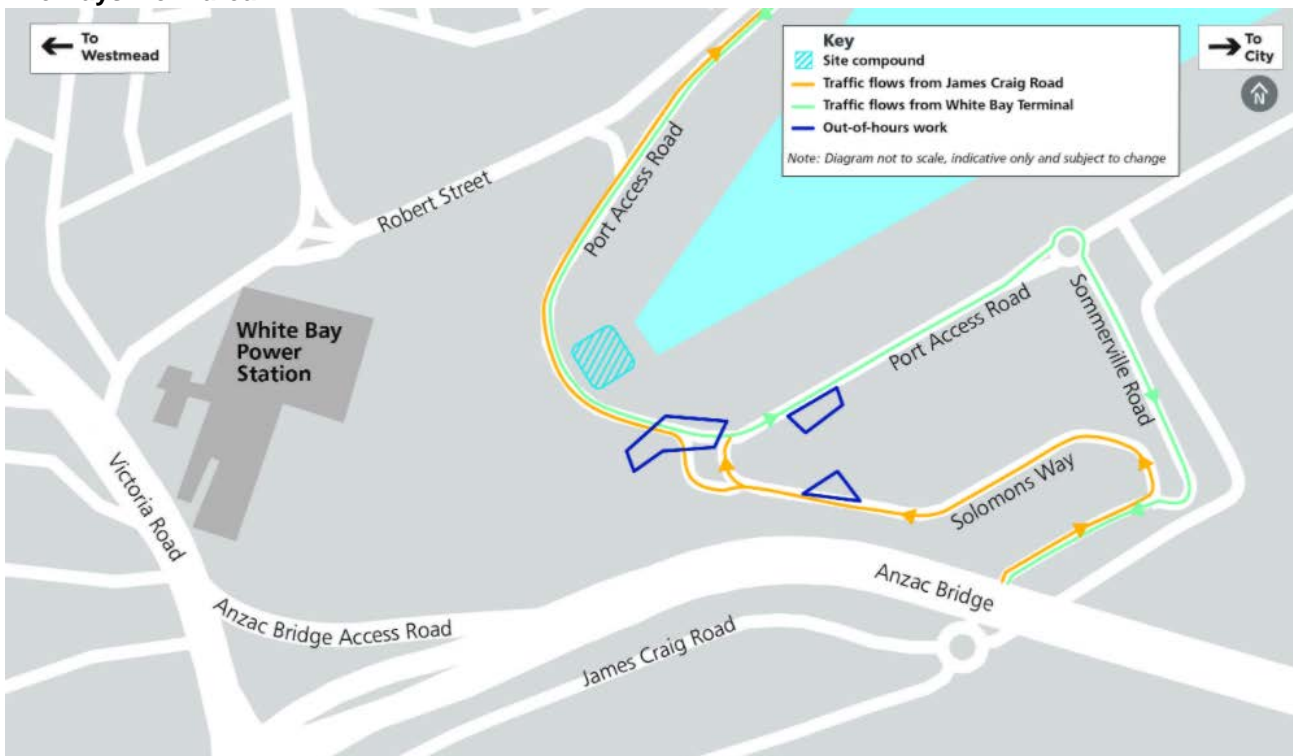 To
Westmead
Key
Site compound
Traffic flows from James Craig Road
Traffic flows from White Bay Terminal
Out-of-hours work
Note: Diagram not to scale, indicative only and subject to change
To
City
N
Port Access Road
Robert Street
White Bay
Power
Station
Port Access Road
Sommerville Road
Victoria Road
Solomons Way
Anzac Bridge
Anzac Bridge Access Road
James Craig Road